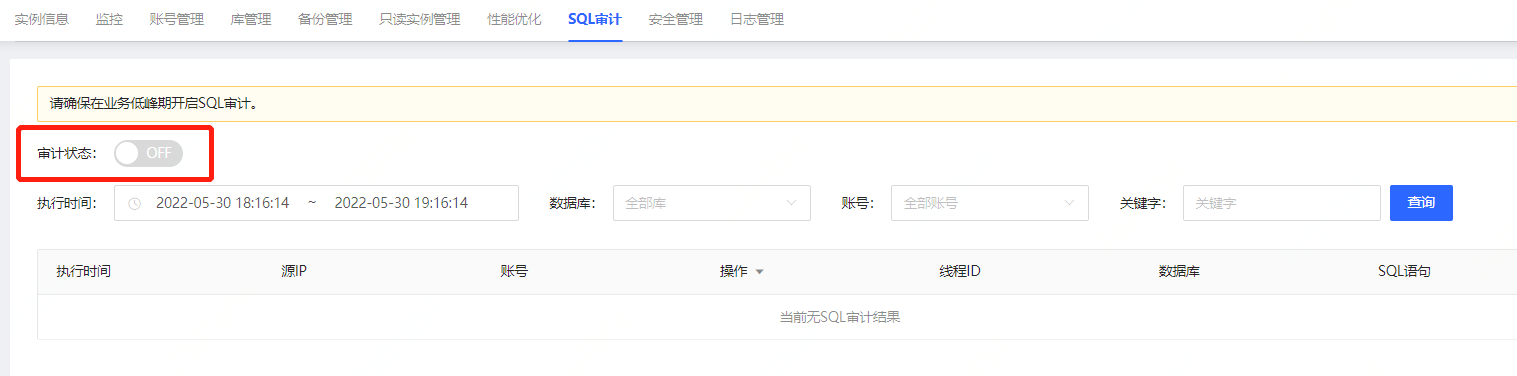 实例信息 监控 账号管理 库管理 备份管理 只读实例管理 性能优化 SQL审计 安全管理 日志管理
请确保在业务低峰期开启SQL审计。
审计状态： OFF
执行时间： 2022-05-30 18:16:14 ~ 2022-05-30 19:16:14 数据库： 全部库 账号： 全部账号 关键字： 关键字 查询
执行时间 源IP 账号 操作 线程ID 数据库 SQL语句
当前无SQL审计结果